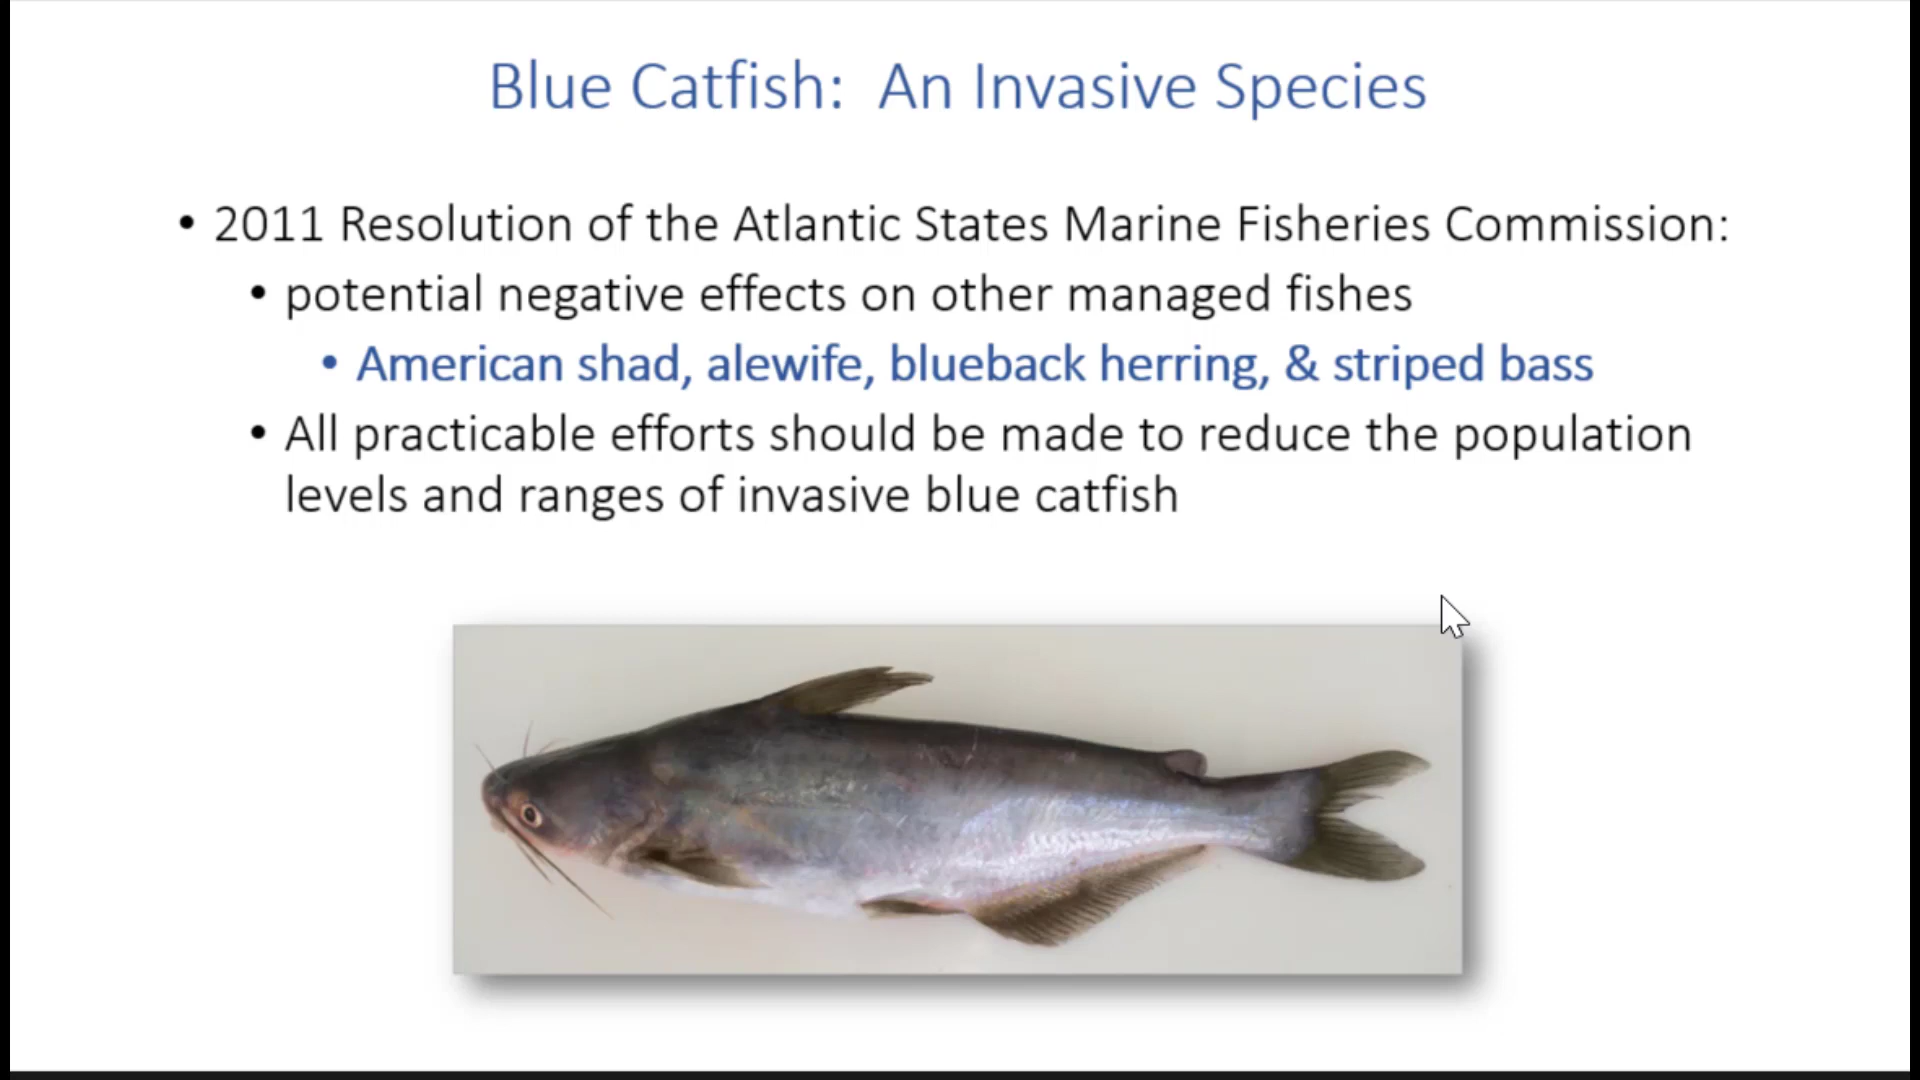 Blue Catfish: An Invasive Species
• 2011 Resolution of the Atlantic States Marine Fisheries Commission:
• potential negative effects on other managed fishes
• American shad, alewife, blueback herring, & striped bass
• All practicable efforts should be made to reduce the population
levels and ranges of invasive blue catfish